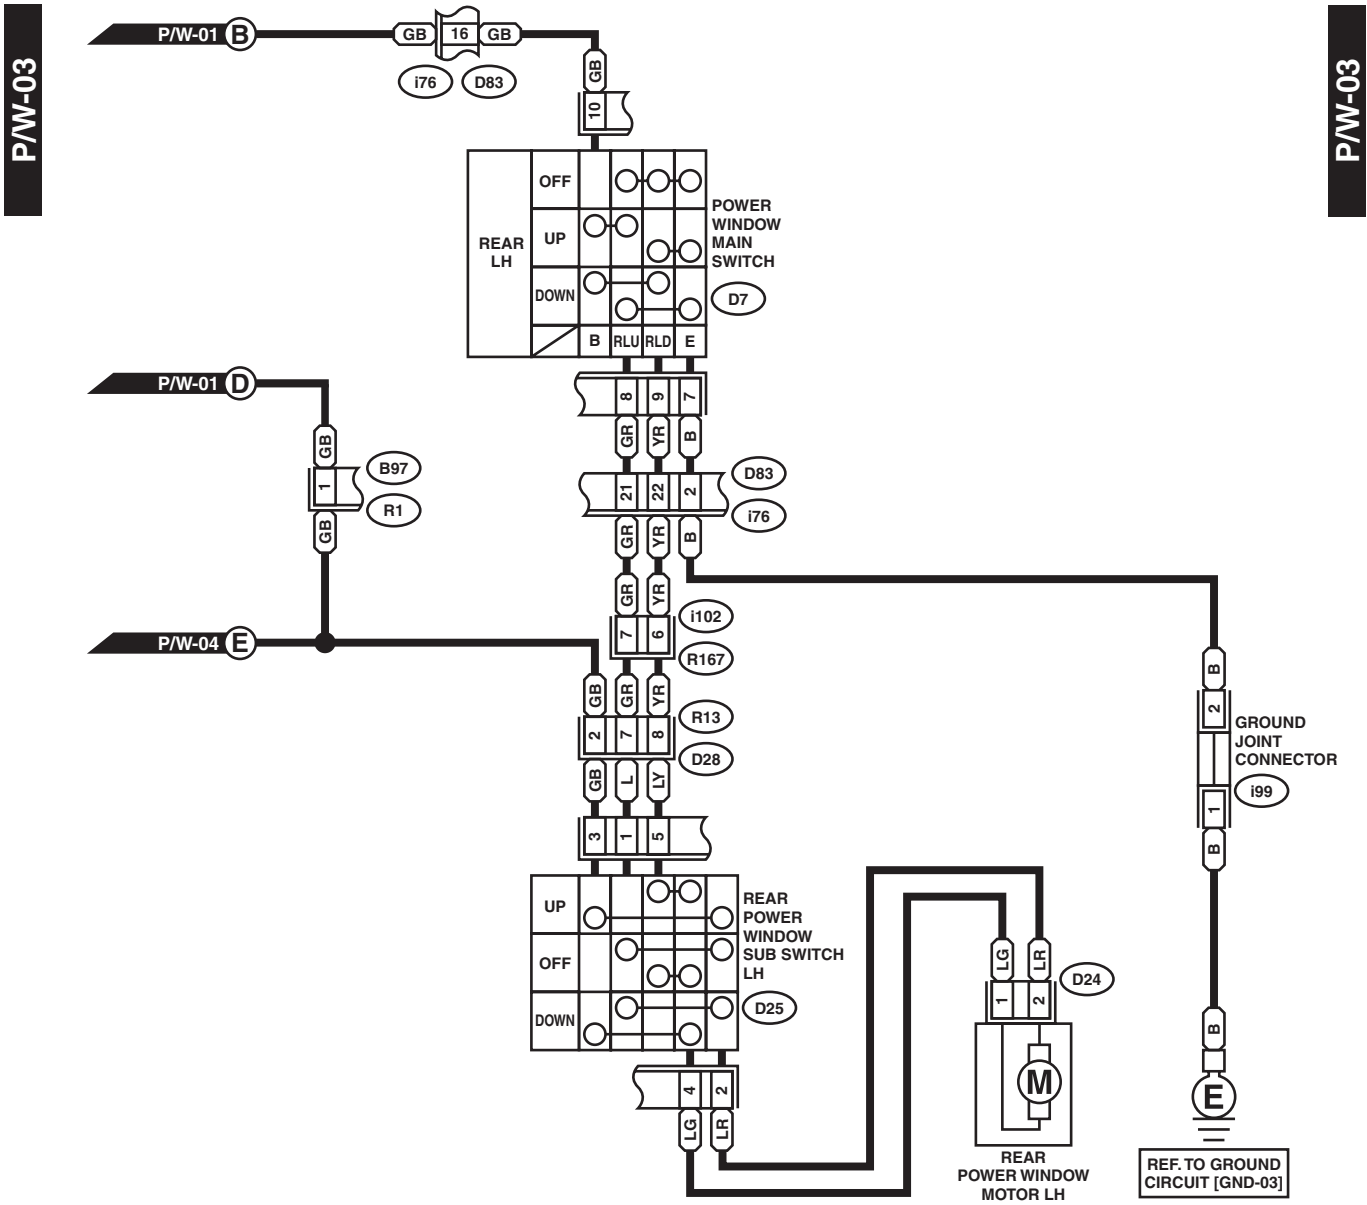 P/W-03
P/W-03
P/W-01 B
GB 16 GB
i76 D83
GB
10
REAR LH
OFF
UP
DOWN
B RLU RLD E
POWER
WINDOW
MAIN
SWITCH
D7
8 9 7
GR YR B
P/W-01 D
GB
1
B97
R1
GB
21 22 2
D83
i76
GR YR B
GR YR
7 6
i102
R167
P/W-04 E
GB GR YR
2 7 8
R13
D28
GB L LY
3 1 5
UP
OFF
DOWN
REAR
POWER
WINDOW
SUB SWITCH
LH
D25
4 2
LG LR
LG LR
1 2
D24
M
REAR
POWER WINDOW
MOTOR LH
B
2
GROUND
JOINT
CONNECTOR
i99
1
B
B
E
REF. TO GROUND
CIRCUIT [GND-03]